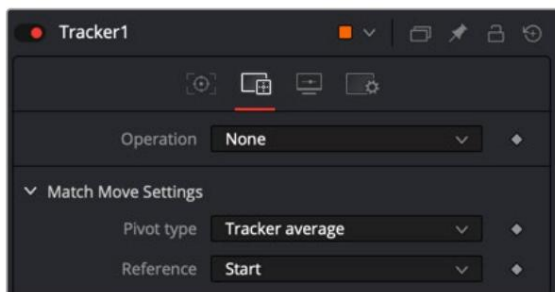 Tracker1
Operation None
Match Move Settings
Pivot type Tracker average
Reference Start